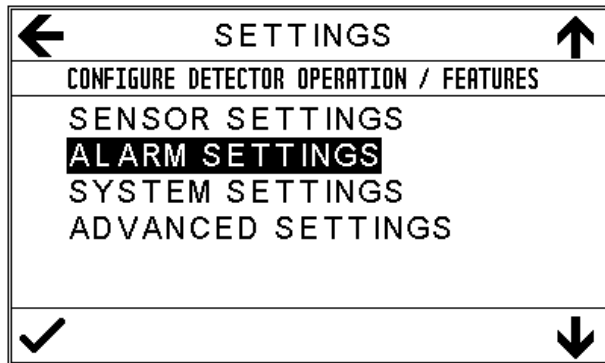 SETTINGS
CONFIGURE DETECTOR OPERATION / FEATURES
SENSOR SETTINGS
ALARM SETTINGS
SYSTEM SETTINGS
ADVANCED SETTINGS